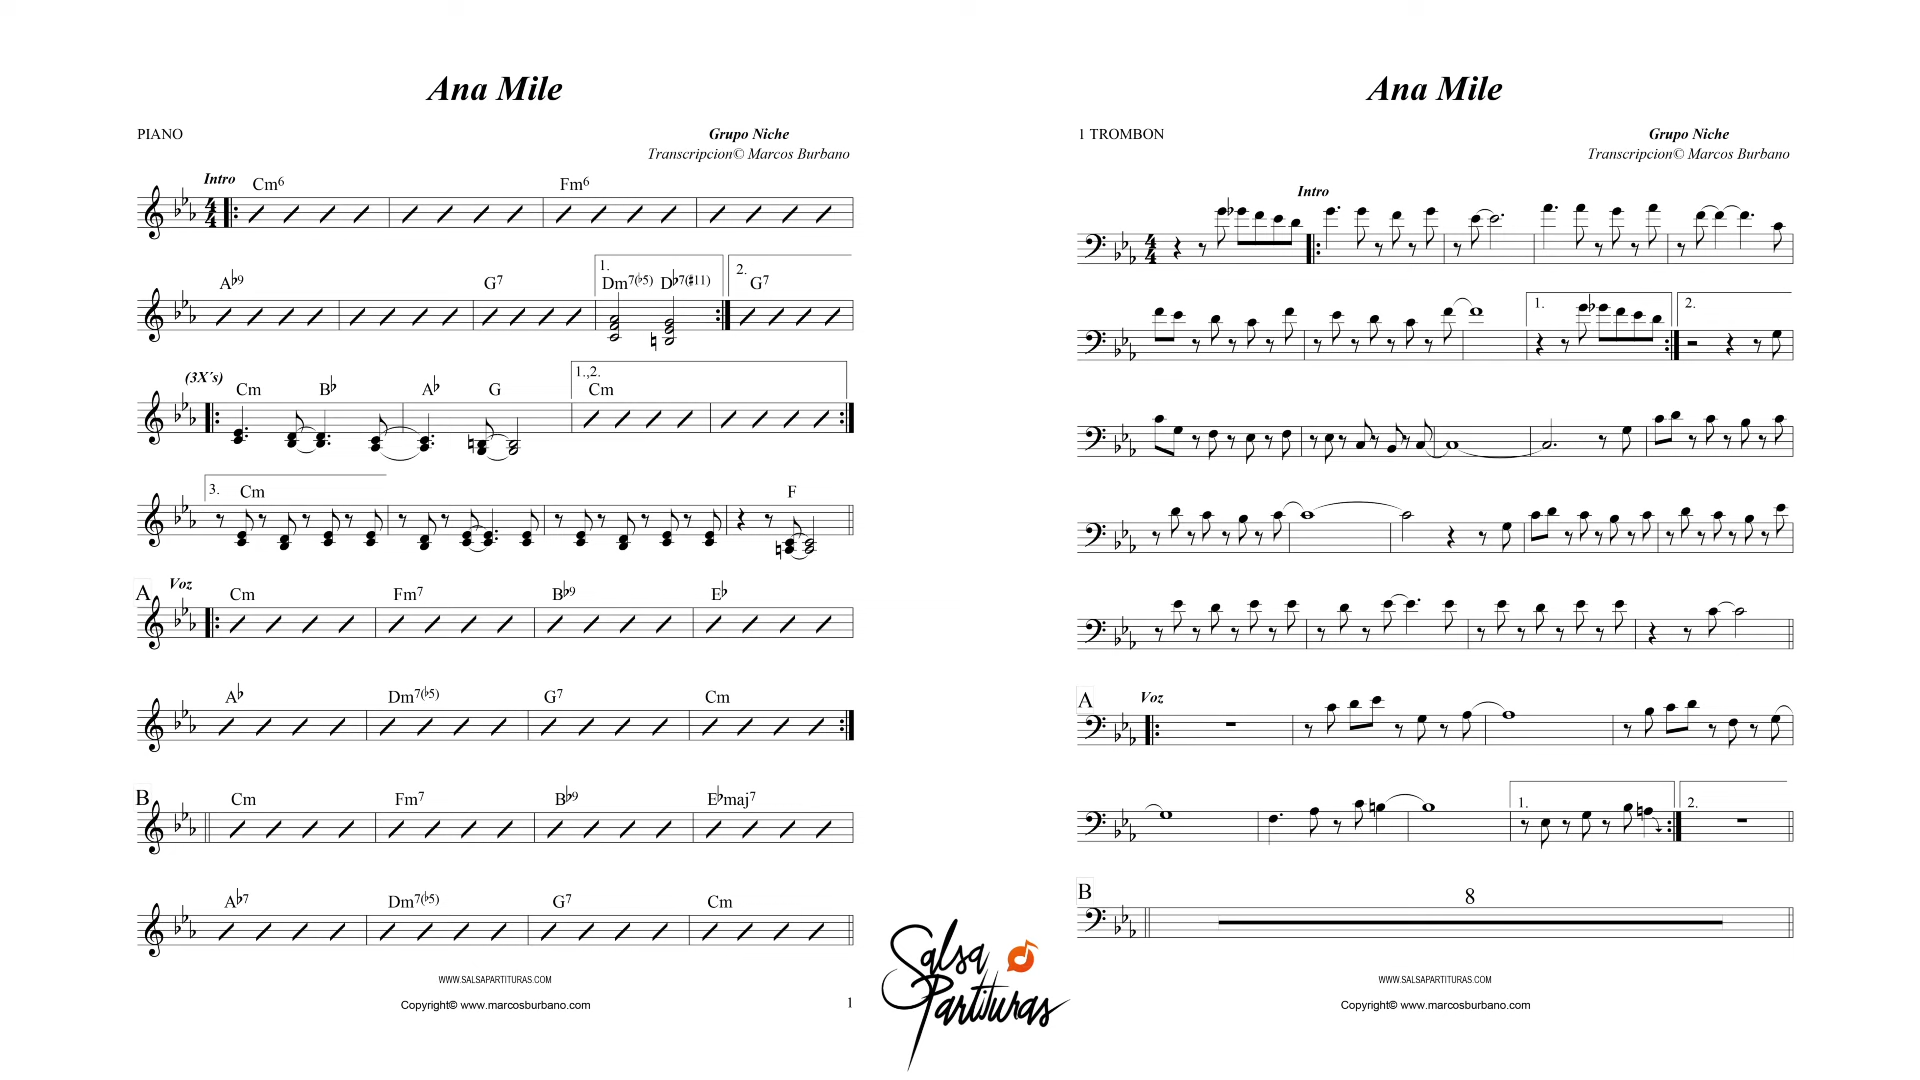 Ana Mile
PIANO
Grupo Niche
Transcripcion© Marcos Burbano
Intro
Cm6 Fm6
1. 2.
A♭9 G7 Dm7(♭5) D♭7(♯11) G7
(3X´s) 1.,2.
Cm B♭ A♭ G Cm
3. Cm F
A Voz
Cm Fm7 B♭9 E♭
A♭ Dm7(♭5) G7 Cm
B
Cm Fm7 B♭9 E♭maj7
A♭7 Dm7(♭5) G7 Cm
WWW.SALSAPARTITURAS.COM
Copyright© www.marcosburbano.com
1
Salsa
Partituras
Ana Mile
1 TROMBON
Grupo Niche
Transcripcion© Marcos Burbano
Intro
1. 2.
A Voz
1. 2.
B
8
WWW.SALSAPARTITURAS.COM
Copyright© www.marcosburbano.com